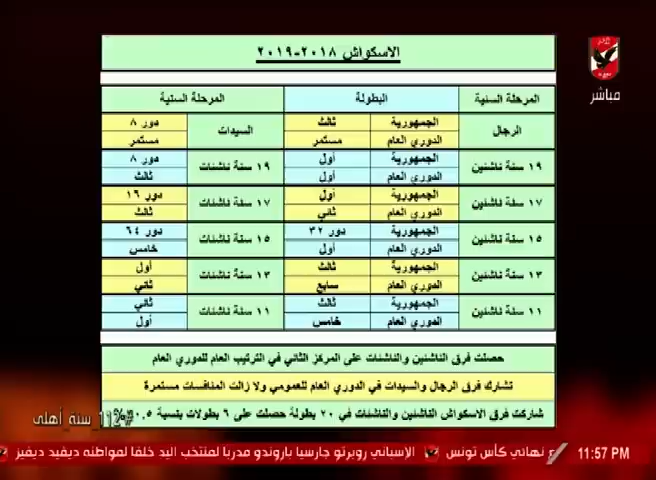 الاسكواش ٢٠١٨-٢٠١٩
مباشر
المرحلة السنية البطولة المرحلة السنية
الرجال الجمهورية ثالث السيدات دور ٨
الدوري العام مستمر مستمر
١٩ سنة ناشئين الجمهورية أول ١٩ سنة ناشئات دور ٨
الدوري العام أول ثالث
١٧ سنة ناشئين الجمهورية أول ١٧ سنة ناشئات دور ١٦
الدوري العام ثاني ثالث
١٥ سنة ناشئين الجمهورية دور ٣٢ ١٥ سنة ناشئات دور ٦٤
الدوري العام أول خامس
١٣ سنة ناشئين الجمهورية ثالث ١٣ سنة ناشئات أول
الدوري العام سابع ثاني
١١ سنة ناشئين الجمهورية ثالث ١١ سنة ناشئات ثاني
الدوري العام خامس أول
حصلت فرق الناشئين والناشئات على المركز الثاني في الترتيب العام للدوري العام
تشارك فرق الرجال والسيدات في الدوري العام للعمومي ولا زالت المنافسات مستمرة
شاركت فرق الاسكواش الناشئين والناشئات في ٢٠ بطولة حصلت على ٦ بطولات بنسبة
#112_سنة_أهلي
11:57 PM
ع نهائي كأس تونس
الإسباني روبرتو جارسيا باروندو مدربا لمنتخب اليد خلفا لمواطنه ديفيد ديفيز